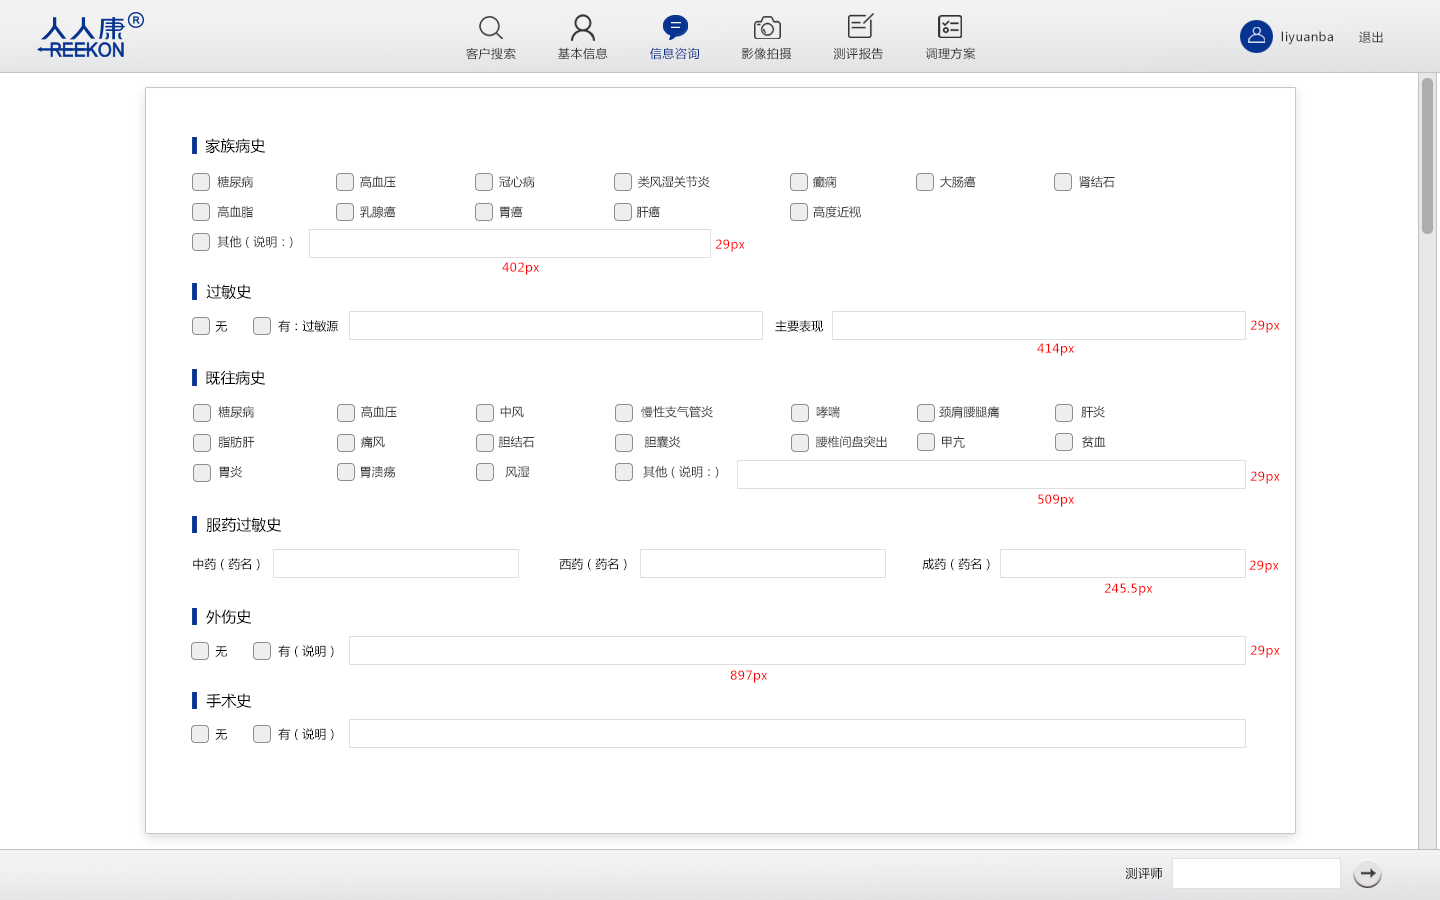 人人康®
REEKON
客户搜索 基本信息 信息咨询 影像拍摄 测评报告 调理方案
liyuanba 退出
家族病史
糖尿病 高血压 冠心病 类风湿关节炎 癫痫 大肠癌 肾结石
高血脂 乳腺癌 胃癌 肝癌 高度近视
其他（说明：） 29px
402px
过敏史
无 有：过敏源 主要表现 29px
414px
既往病史
糖尿病 高血压 中风 慢性支气管炎 哮喘 颈肩腰腿痛 肝炎
脂肪肝 痛风 胆结石 胆囊炎 腰椎间盘突出 甲亢 贫血
胃炎 胃溃疡 风湿 其他（说明：） 29px
509px
服药过敏史
中药（药名） 西药（药名） 成药（药名） 29px
245.5px
外伤史
无 有（说明） 29px
897px
手术史
无 有（说明）
测评师